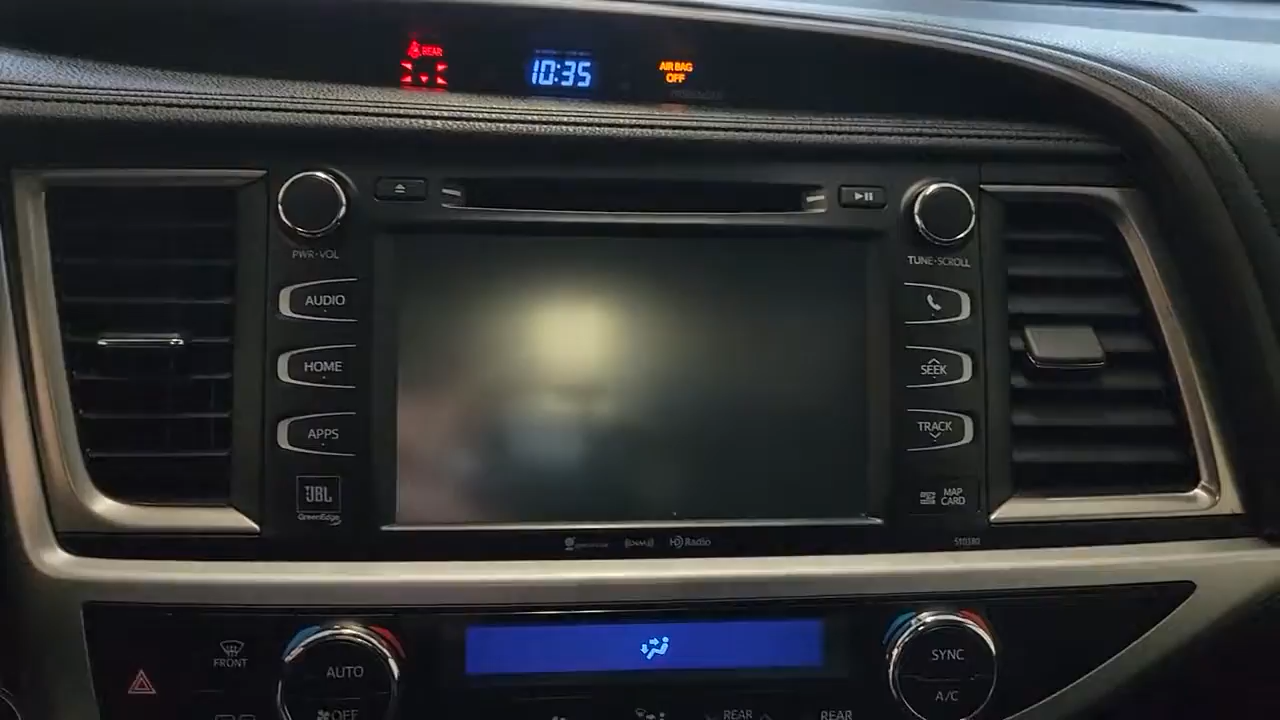 REAR
10:35
AIR BAG
OFF
PWR·VOL
TUNE·SCROLL
AUDIO
HOME
SEEK
APPS
TRACK
JBL
GreenEdge
MAP
CARD
HD Radio
510380
FRONT
AUTO
OFF
SYNC
A/C
REAR
REAR